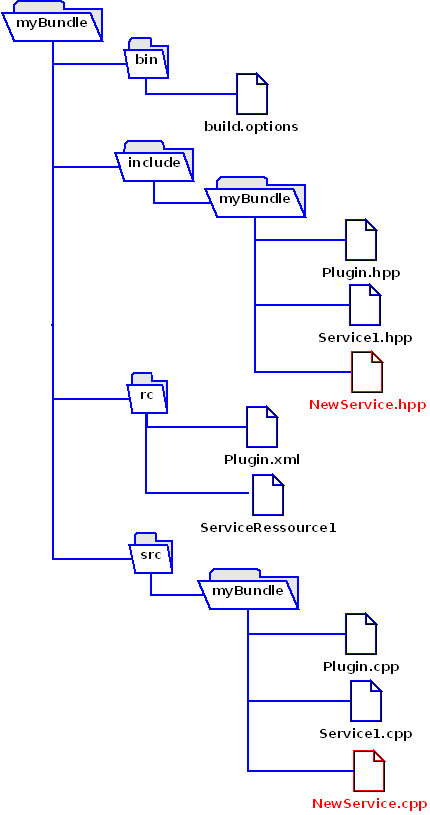 myBundle
bin
build.options
include
myBundle
Plugin.hpp
Service1.hpp
NewService.hpp
rc
Plugin.xml
ServiceRessource1
src
myBundle
Plugin.cpp
Service1.cpp
NewService.cpp